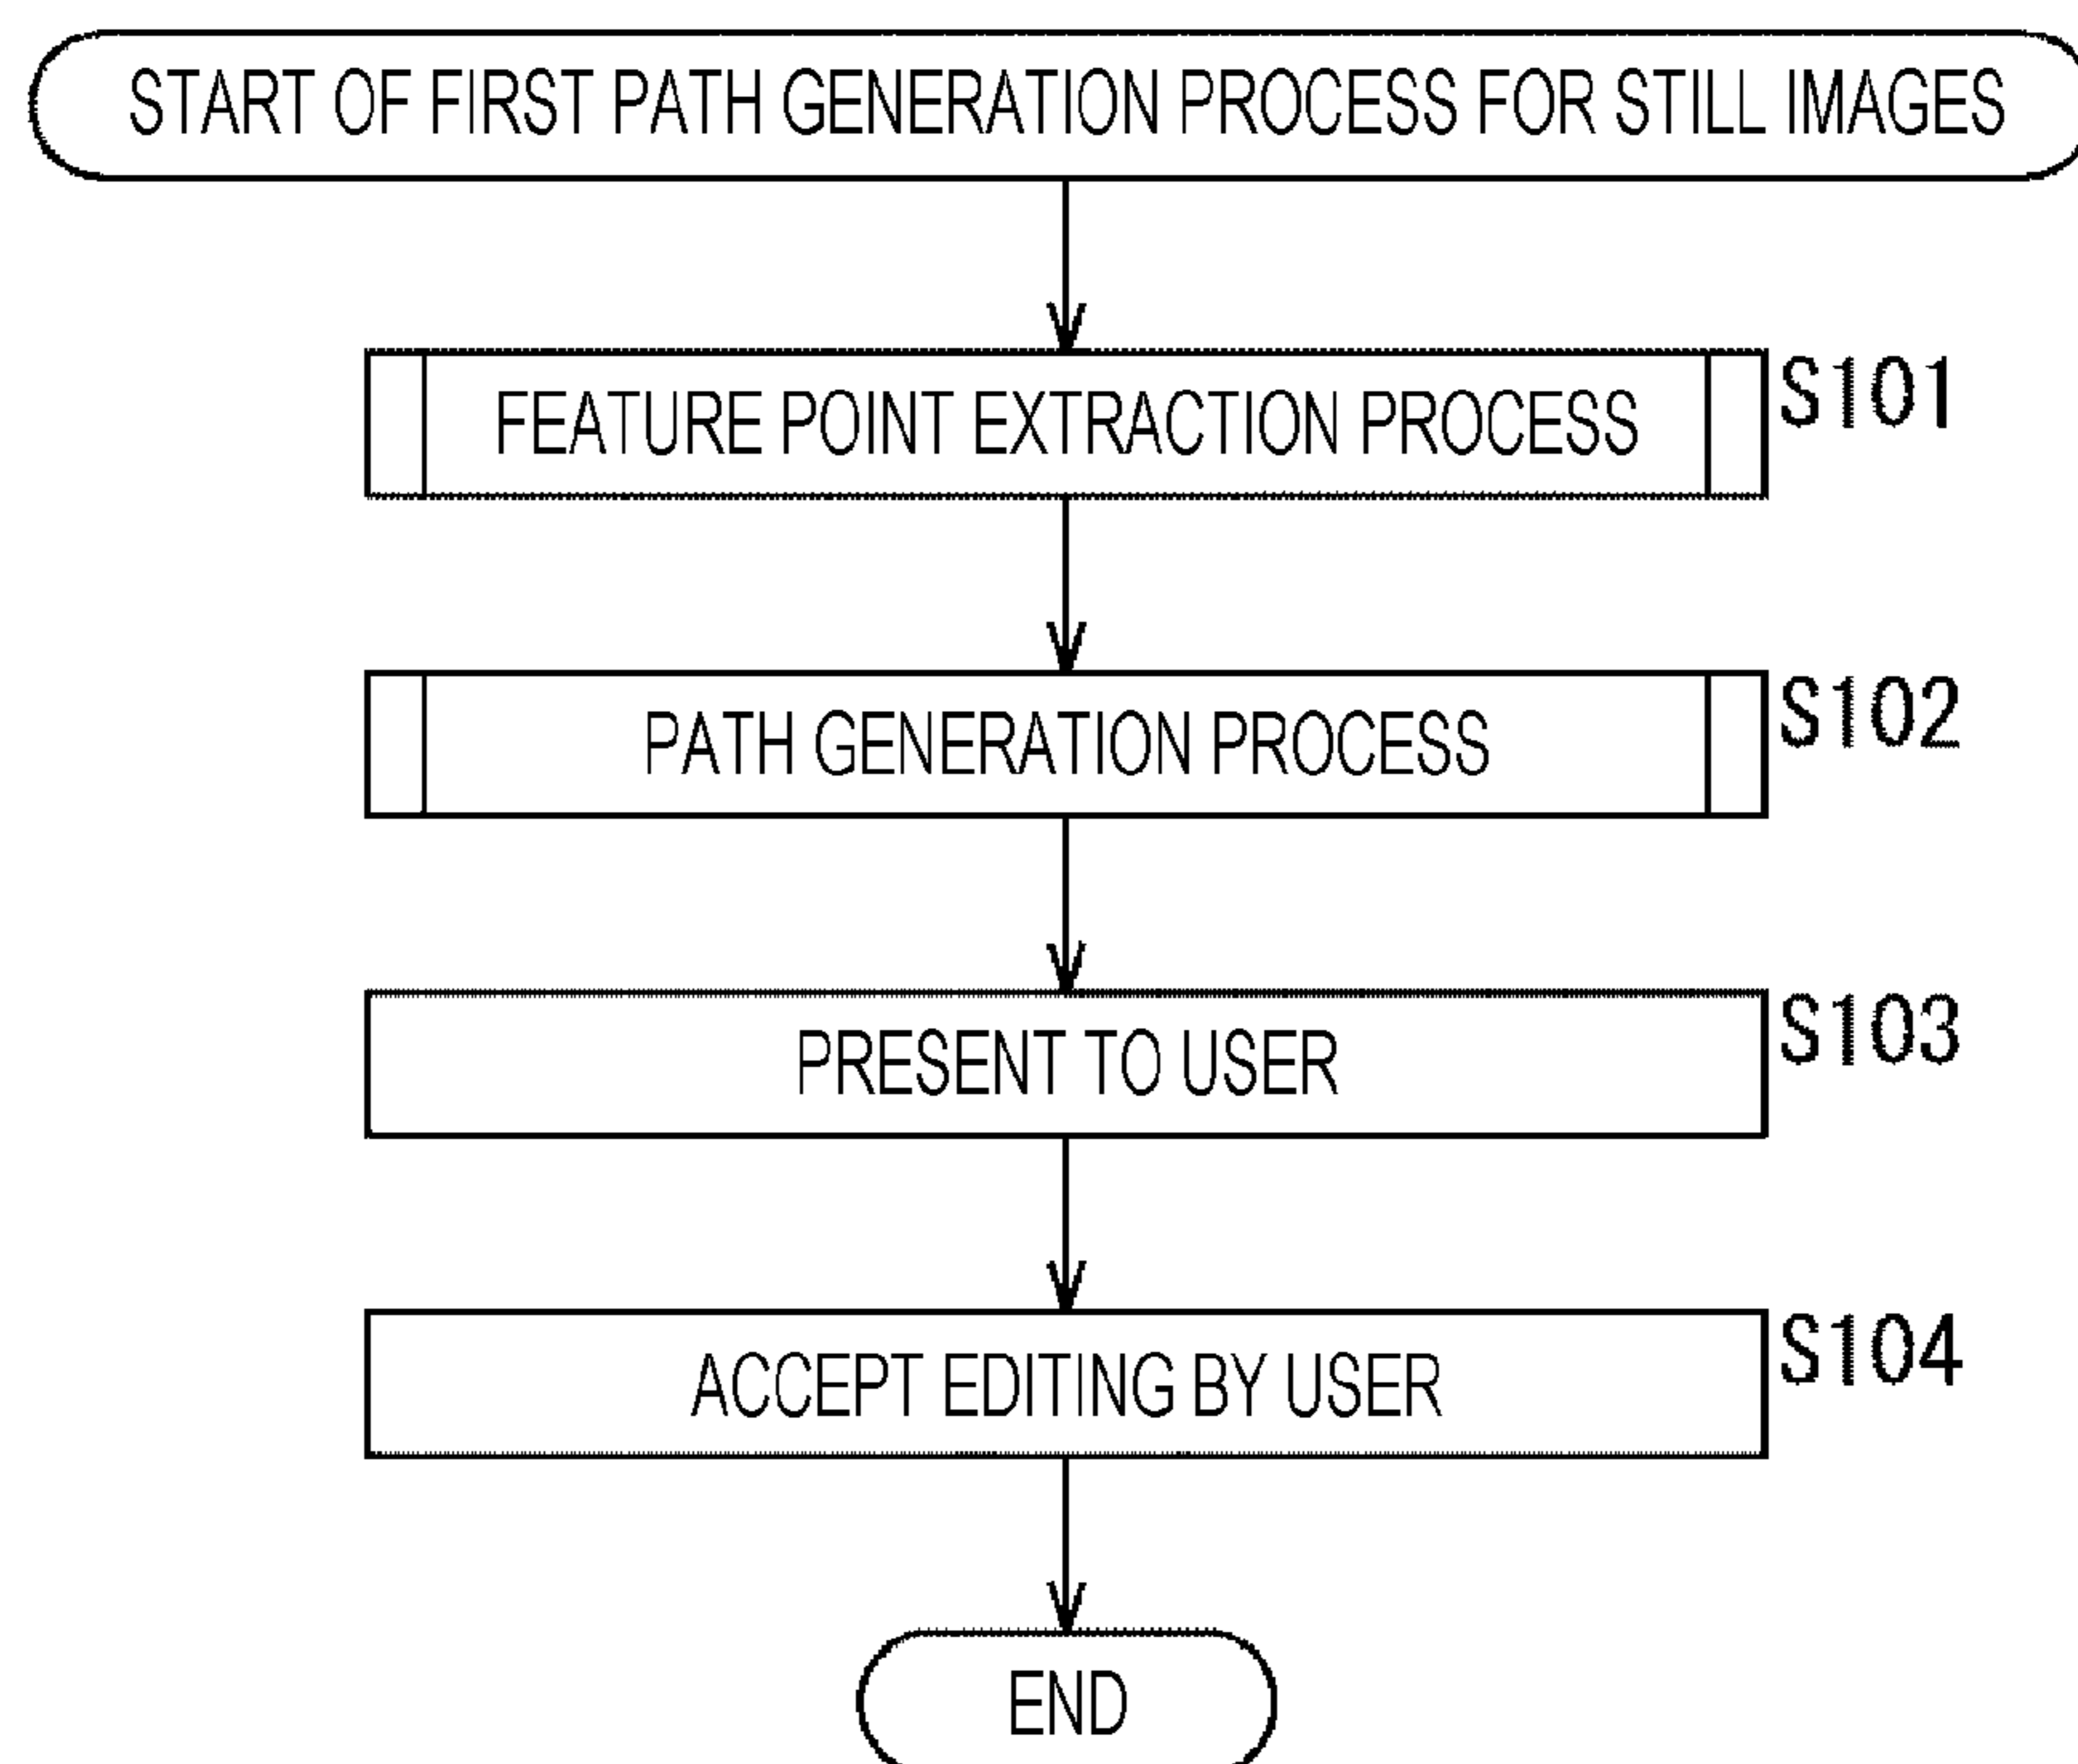 START OF FIRST PATH GENERATION PROCESS FOR STILL IMAGES
FEATURE POINT EXTRACTION PROCESS S101
PATH GENERATION PROCESS S102
PRESENT TO USER S103
ACCEPT EDITING BY USER S104
END